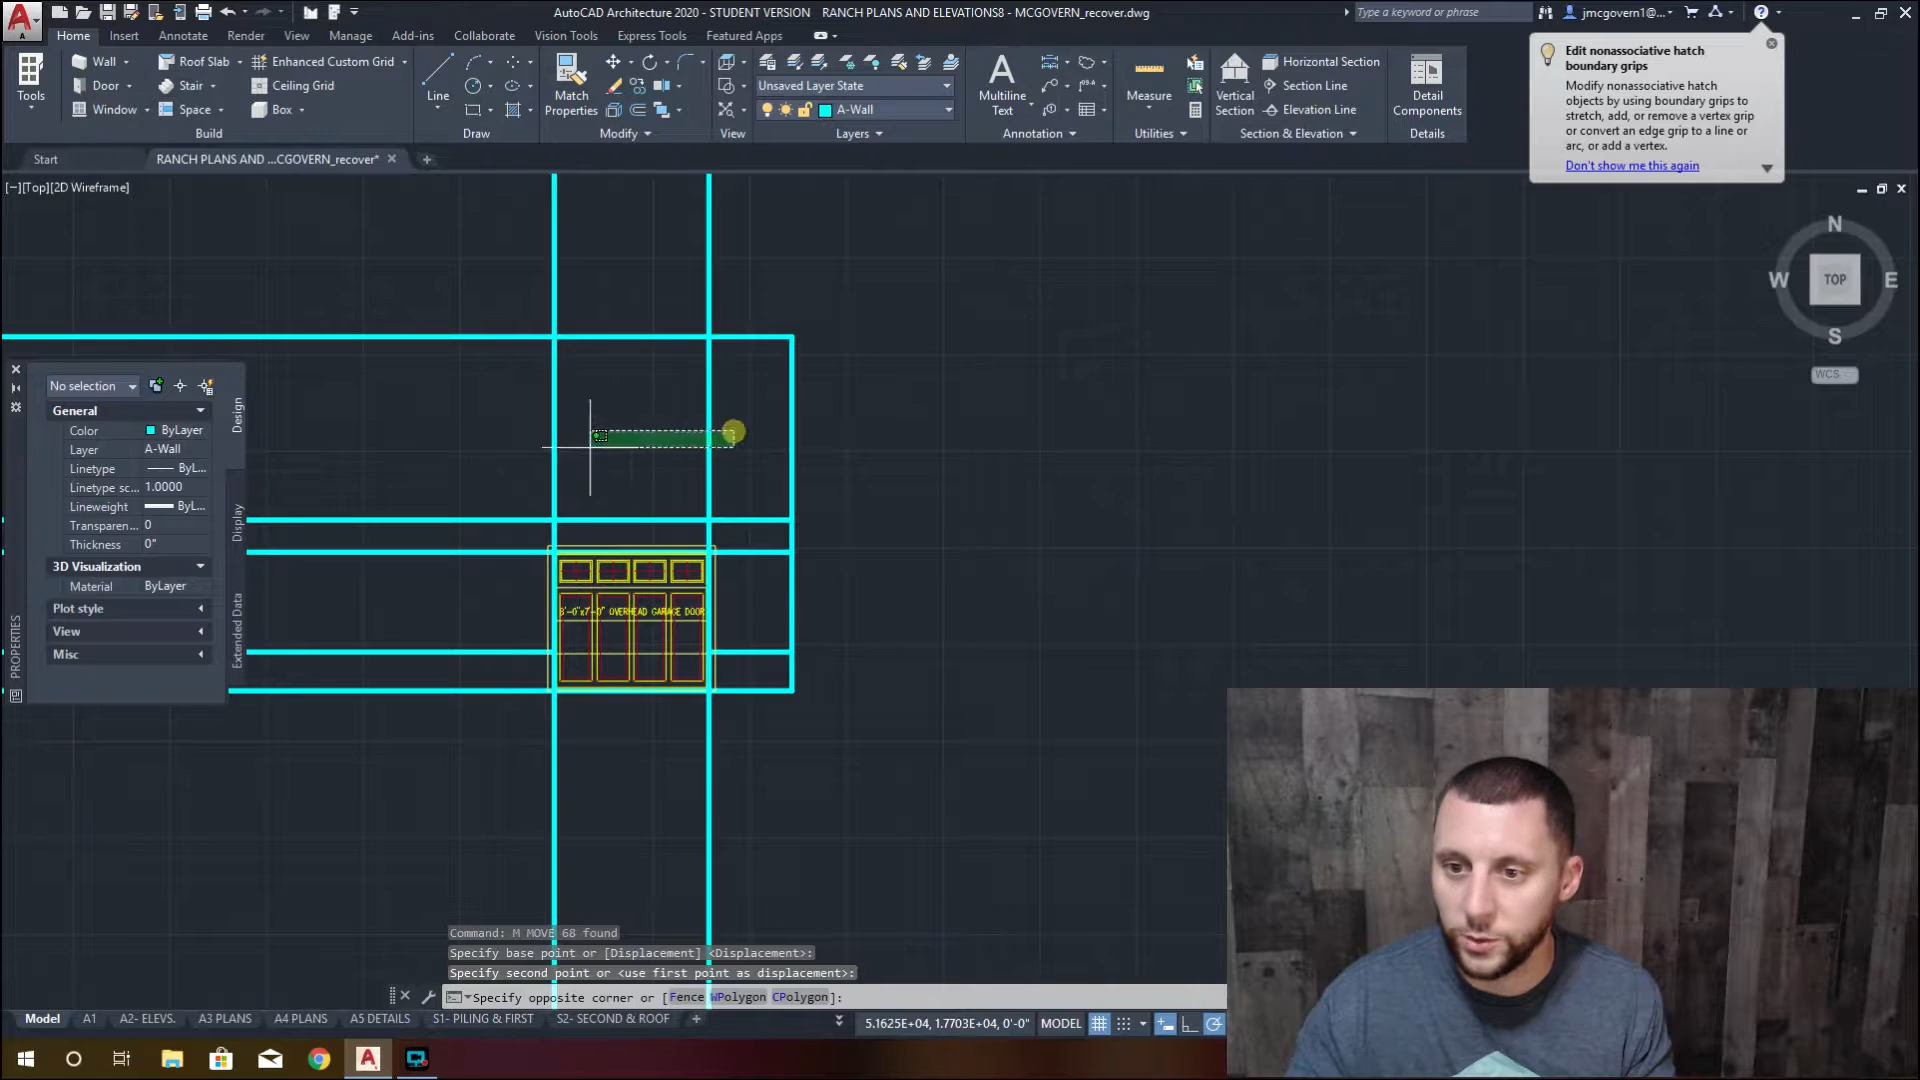 AutoCAD Architecture 2020 - STUDENT VERSION RANCH PLANS AND ELEVATIONS8 - MCGOVERN_recover.dwg
Type a keyword or phrase
jmcgovern1@...
Home Insert Annotate Render View Manage Add-ins Collaborate Vision Tools Express Tools Featured Apps
Tools
Wall
Door
Window
Roof Slab
Stair
Space
Enhanced Custom Grid
Ceiling Grid
Box
Build
Line
Draw
Match
Properties
Modify
View
Unsaved Layer State
A-Wall
Layers
Multiline
Text
Annotation
Measure
Utilities
Vertical
Section
Horizontal Section
Section Line
Elevation Line
Section & Elevation
Detail
Components
Details
Edit nonassociative hatch
boundary grips
Modify nonassociative hatch
objects by using boundary grips to
stretch, add, or remove a vertex grip
or convert an edge grip to a line or
arc, or add a vertex.
Don't show me this again
Start
RANCH PLANS AND ...CGOVERN_recover*
[−][Top][2D Wireframe]
N
W
TOP
E
S
WCS
PROPERTIES
No selection
General
Color ByLayer
Layer A-Wall
Linetype ByL...
Linetype sc... 1.0000
Lineweight ByL...
Transparen... 0
Thickness 0"
3D Visualization
Material ByLayer
Plot style
View
Misc
Design
Display
Extended Data
8'-0"x7'-0" OVERHEAD GARAGE DOOR
Command: M MOVE 68 found
Specify base point or [Displacement] <Displacement>:
Specify second point or <use first point as displacement>:
Specify opposite corner or [Fence WPolygon CPolygon]:
Model A1 A2- ELEVS. A3 PLANS A4 PLANS A5 DETAILS S1- PILING & FIRST S2- SECOND & ROOF
5.1625E+04, 1.7703E+04, 0'-0" MODEL